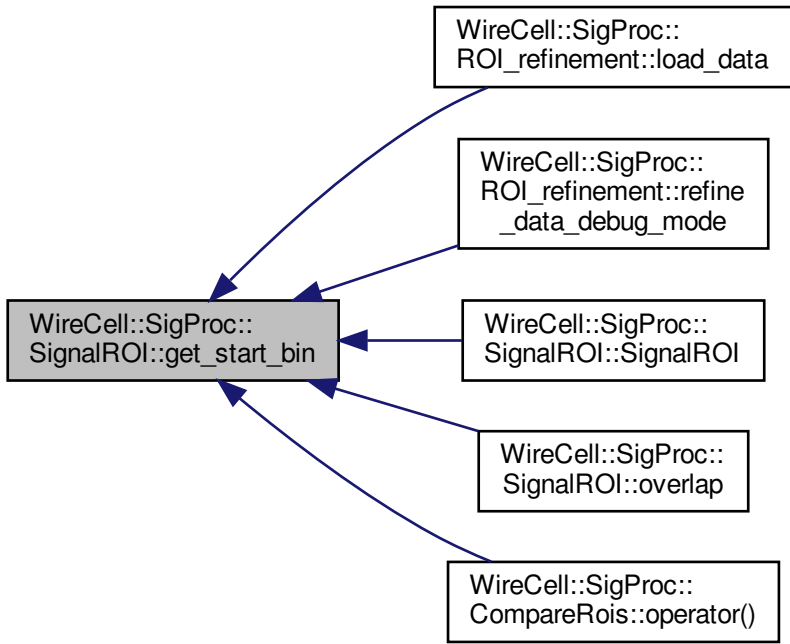 WireCell::SigProc::
ROI_refinement::load_data
WireCell::SigProc::
ROI_refinement::refine
_data_debug_mode
WireCell::SigProc::
SignalROI::get_start_bin
WireCell::SigProc::
SignalROI::SignalROI
WireCell::SigProc::
SignalROI::overlap
WireCell::SigProc::
CompareRois::operator()